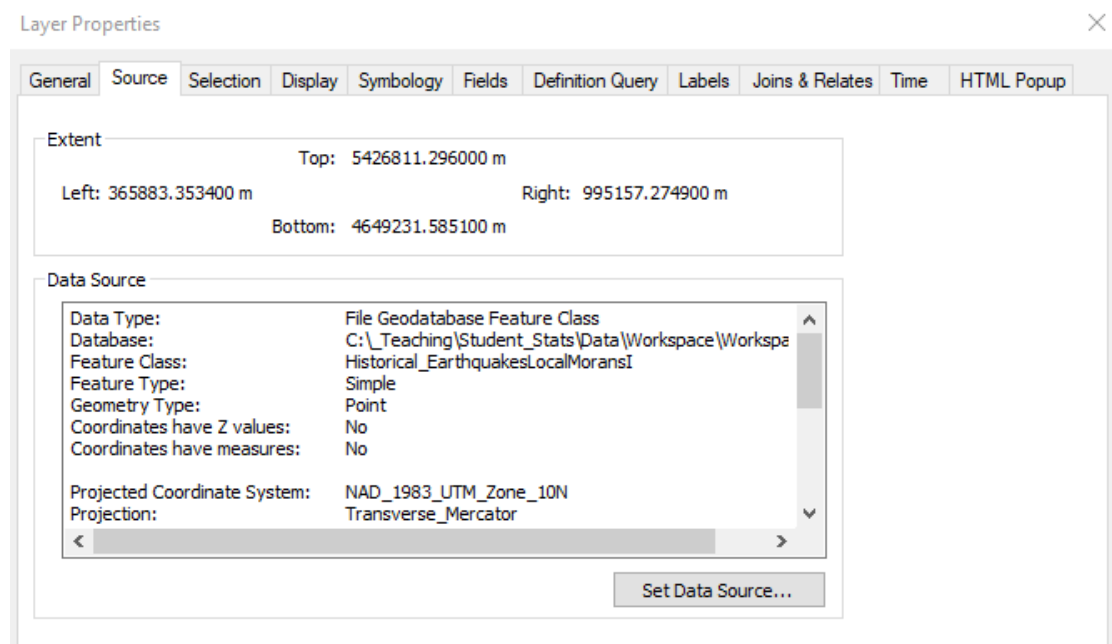 Layer Properties
General Source Selection Display Symbology Fields Definition Query Labels Joins & Relates Time HTML Popup
Extent
Top: 5426811.296000 m
Left: 365883.353400 m Right: 995157.274900 m
Bottom: 4649231.585100 m
Data Source
Data Type: File Geodatabase Feature Class
Database: C:\_Teaching\Student_Stats\Data\Workspace\Workspa
Feature Class: Historical_EarthquakesLocalMoransI
Feature Type: Simple
Geometry Type: Point
Coordinates have Z values: No
Coordinates have measures: No
Projected Coordinate System: NAD_1983_UTM_Zone_10N
Projection: Transverse_Mercator
Set Data Source...